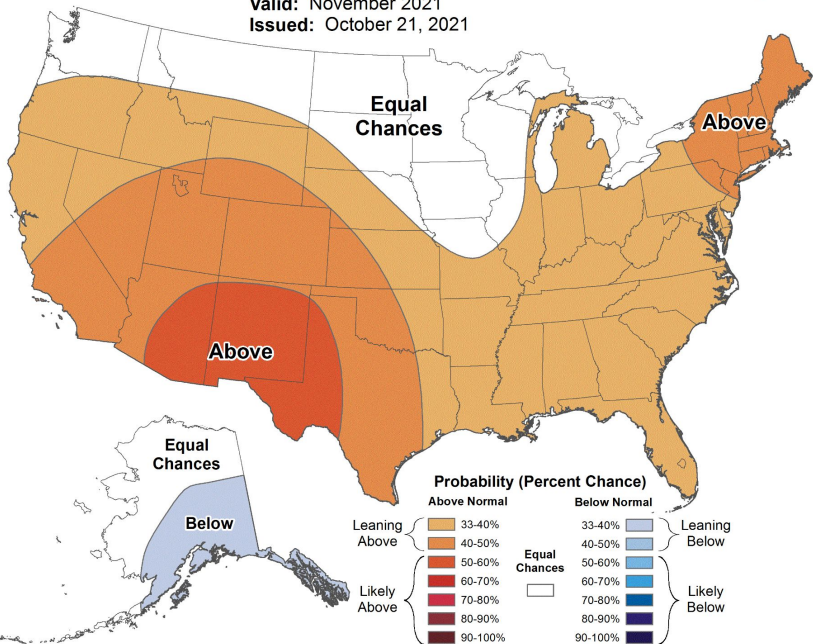 Valid: November 2021
Issued: October 21, 2021
Equal
Chances
Above
Above
Equal
Chances
Below
Probability (Percent Chance)
Above Normal
Below Normal
Leaning
Above
33-40%
40-50%
Likely
Above
50-60%
60-70%
70-80%
80-90%
90-100%
Equal
Chances
33-40%
40-50%
Leaning
Below
50-60%
60-70%
70-80%
80-90%
90-100%
Likely
Below